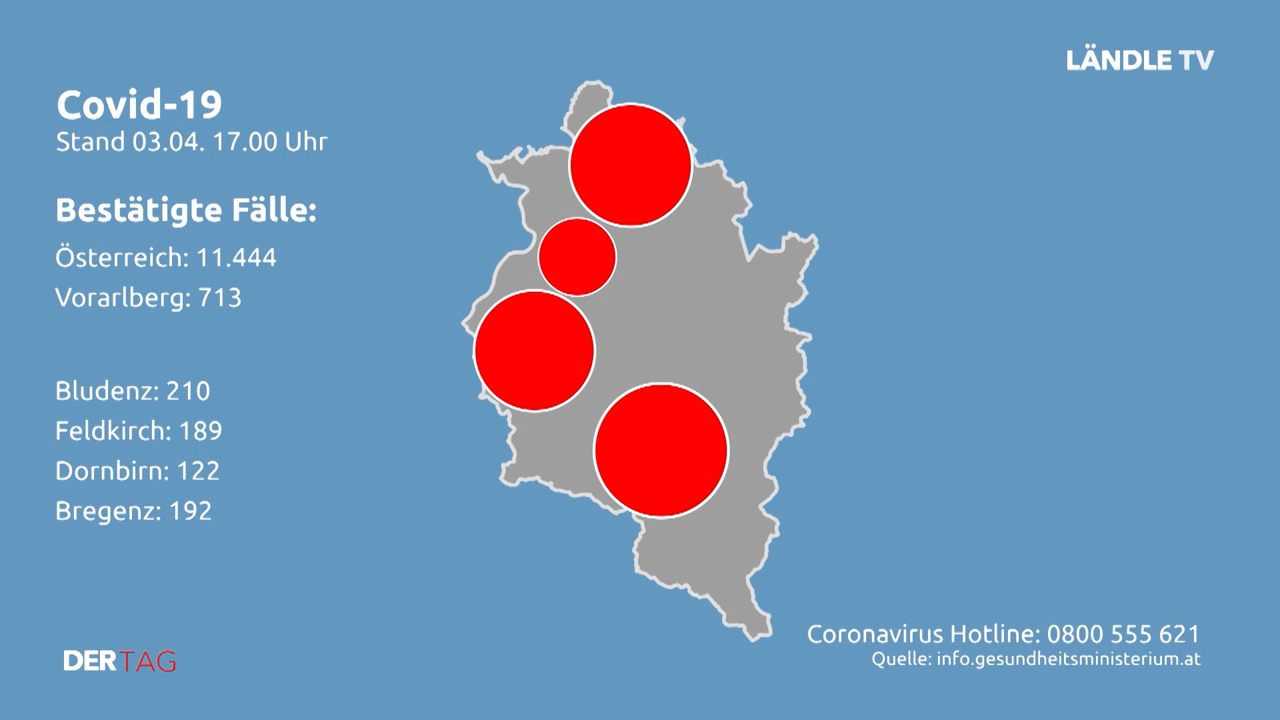 LÄNDLE TV
Covid-19
Stand 03.04. 17.00 Uhr
Bestätigte Fälle:
Österreich: 11.444
Vorarlberg: 713
Bludenz: 210
Feldkirch: 189
Dornbirn: 122
Bregenz: 192
Coronavirus Hotline: 0800 555 621
Quelle: info.gesundheitsministerium.at
DERTAG